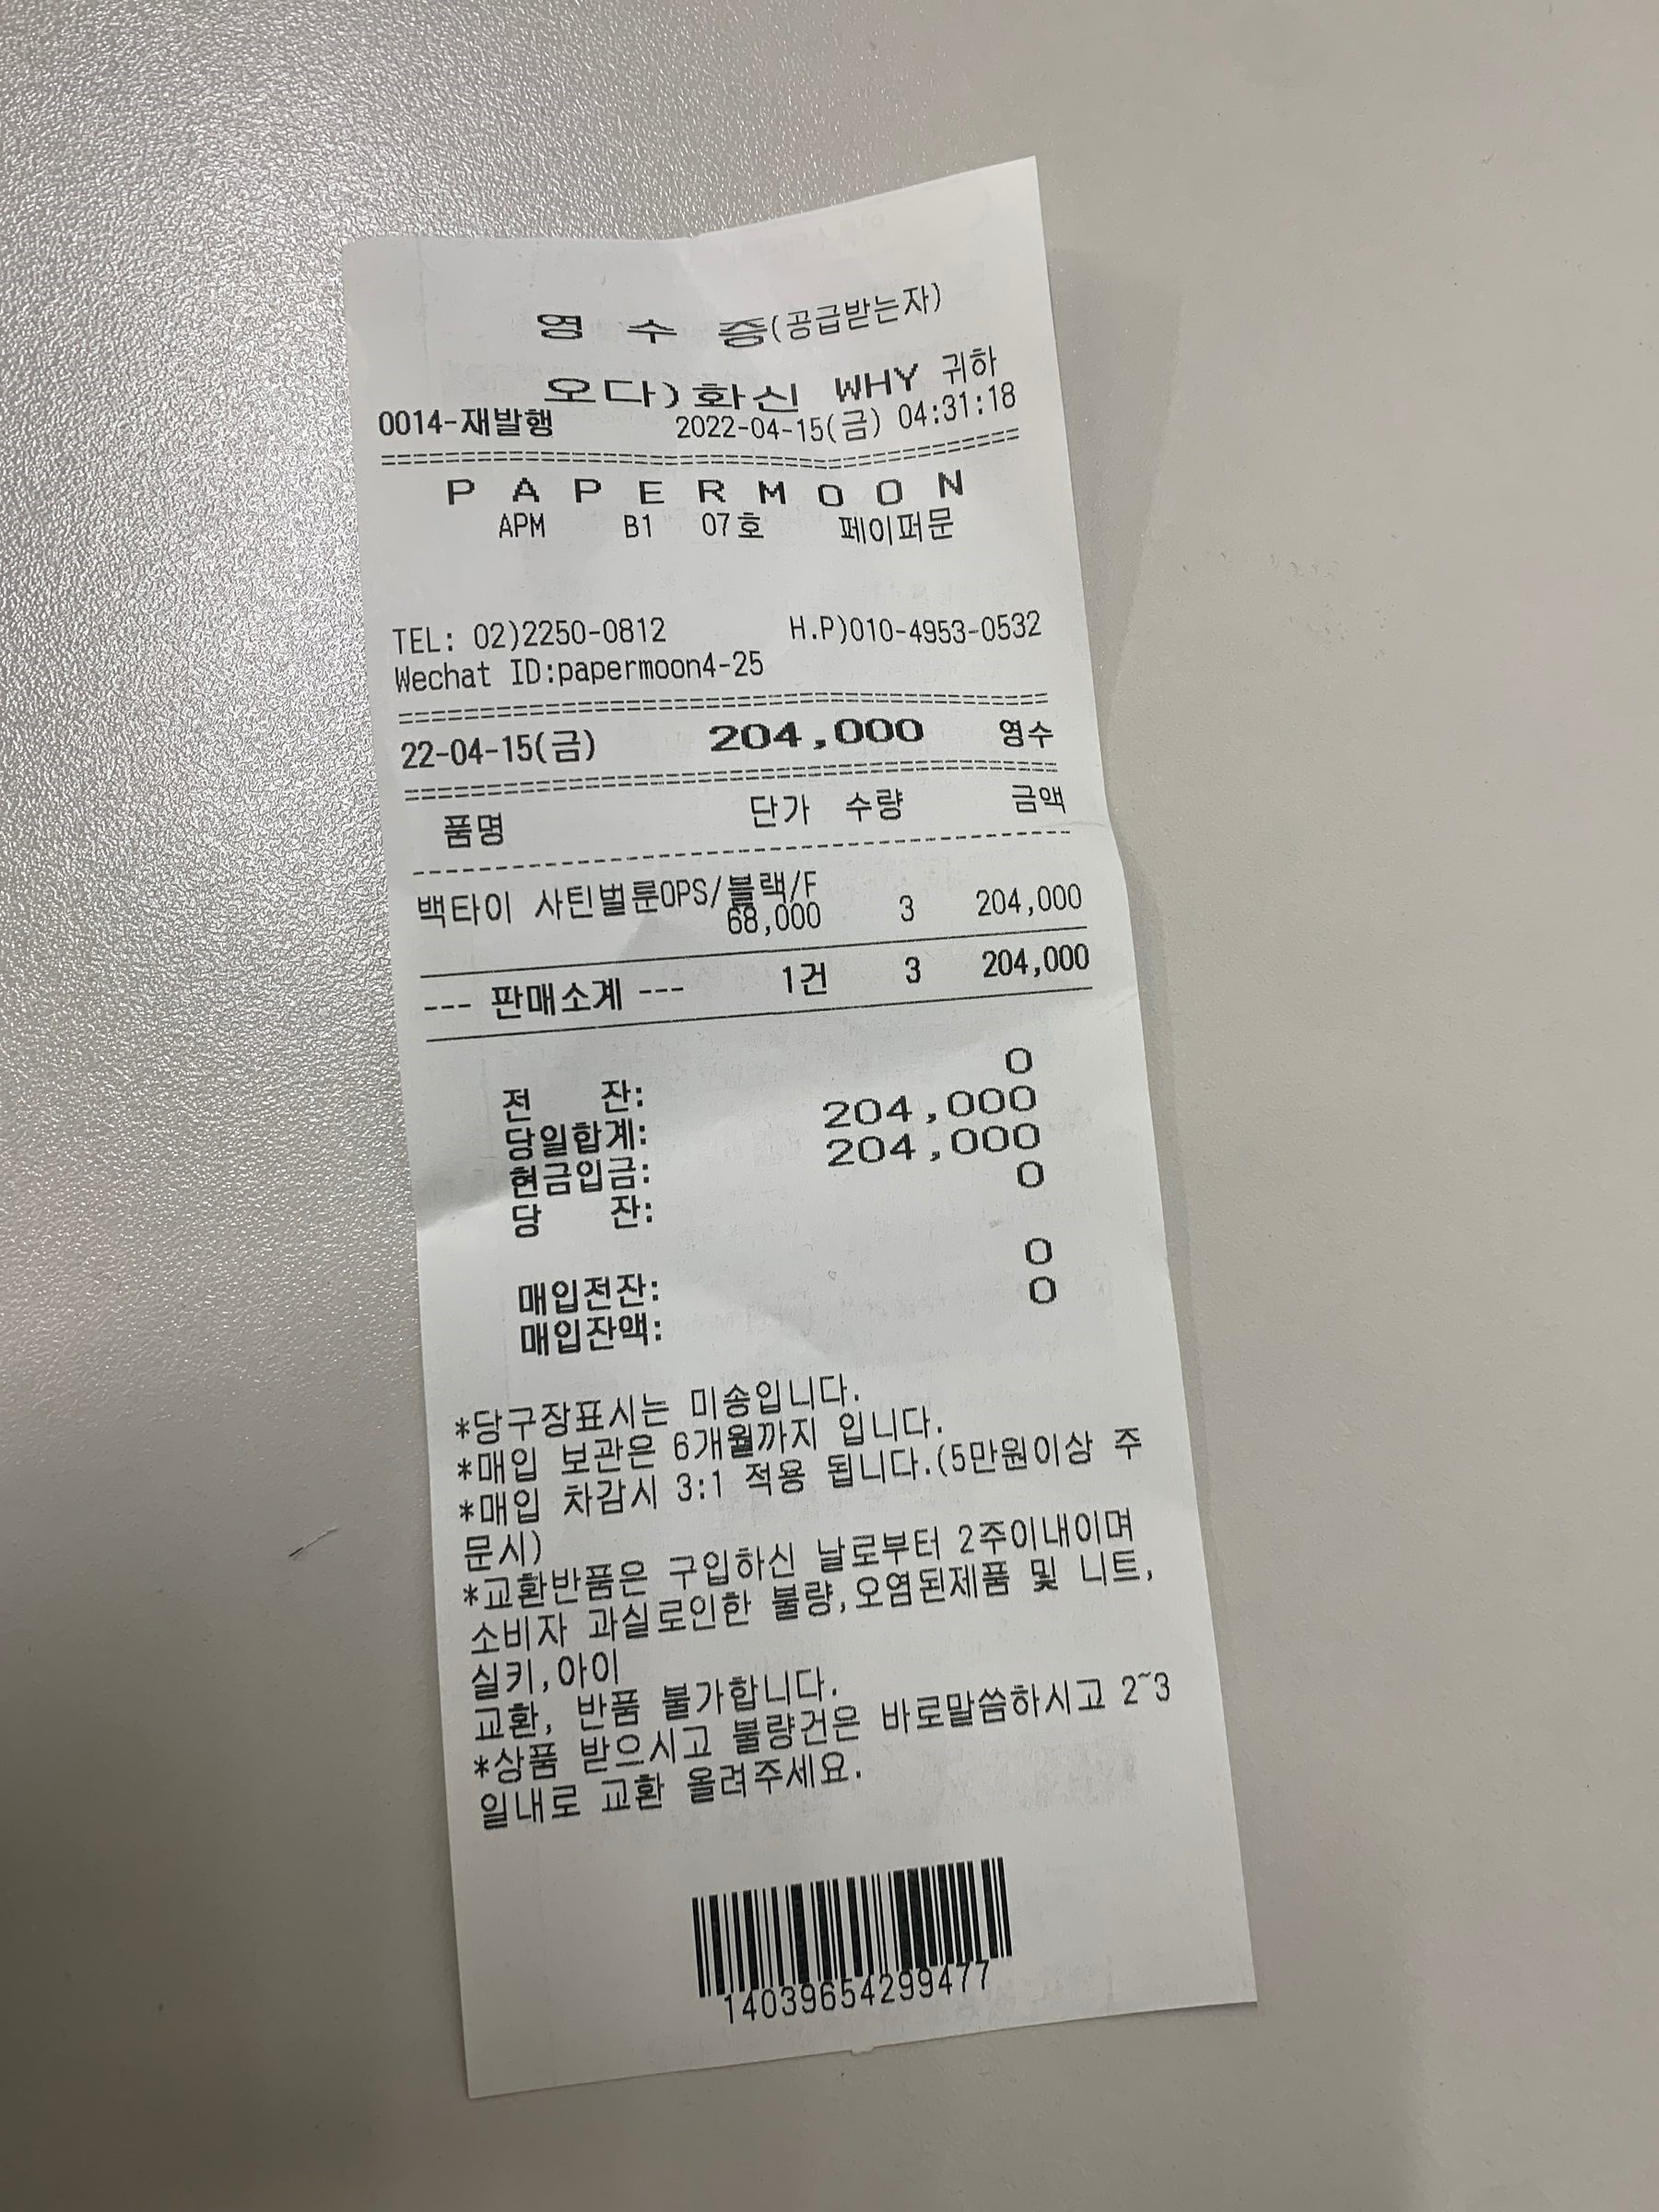 영 수 증(공급받는자)
오다)화신 WHY 귀하
0014-재발행 2022-04-15(금) 04:31:18
==================================================
P A P E R M O O N
APM B1 07호 페이퍼문
TEL: 02)2250-0812 H.P)010-4953-0532
Wechat ID:papermoon4-25
==================================================
22-04-15(금) 204,000 영수
==================================================
품명 단가 수량 금액
--------------------------------------------------
백타이 사틴벌룬OPS/블랙/F
68,000 3 204,000
--- 판매소계 --- 1건 3 204,000
전 잔: 0
당일합계: 204,000
현금입금: 204,000
당 잔: 0
매입전잔: 0
매입잔액: 0
*당구장표시는 미송입니다.
*매입 보관은 6개월까지 입니다.
*매입 차감시 3:1 적용 됩니다.(5만원이상 주
문시)
*교환반품은 구입하신 날로부터 2주이내이며
소비자 과실로인한 불량,오염된제품 및 니트,
실키,아이
교환, 반품 불가합니다.
*상품 받으시고 불량건은 바로말씀하시고 2~3
일내로 교환 올려주세요.
14039654299477